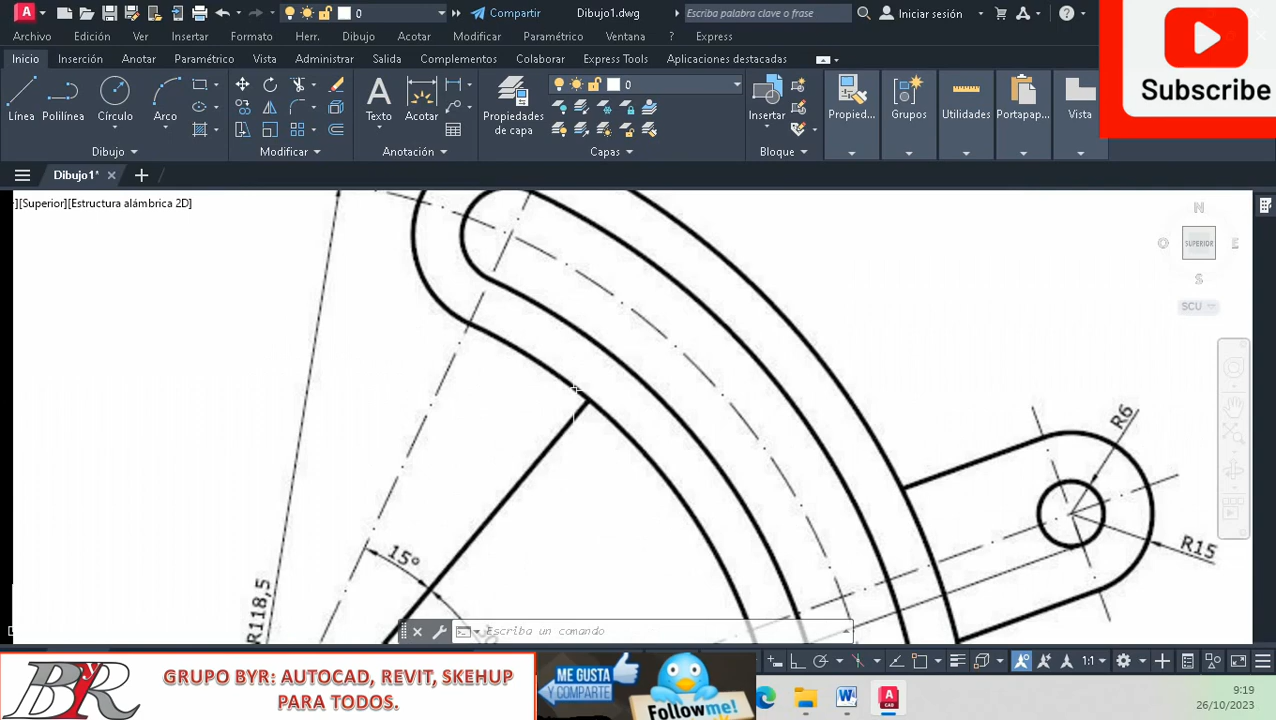 Compartir
Dibujo1.dwg
Escriba palabra clave o frase
Iniciar sesión
Archivo Edición Ver Insertar Formato Herr. Dibujo Acotar Modificar Paramétrico Ventana ? Express
Inicio Inserción Anotar Paramétrico Vista Administrar Salida Complementos Colaborar Express Tools Aplicaciones destacadas
Subscribe
0
0
Línea Polilínea Círculo Arco
Texto Acotar
Propiedades de capa
Insertar
Propied...
Grupos
Utilidades
Portapap...
Vista
Dibujo Modificar Anotación Capas Bloque
Dibujo1*
][Superior][Estructura alámbrica 2D]
N
O SUPERIOR E
S
SCU
R6
R15
15°
R118,5
Escriba un comando
1:1
BYR
GRUPO BYR: AUTOCAD, REVIT, SKEHUP
PARA TODOS.
ME GUSTA
Y COMPARTE
Followme!
CAD
9:19
26/10/2023